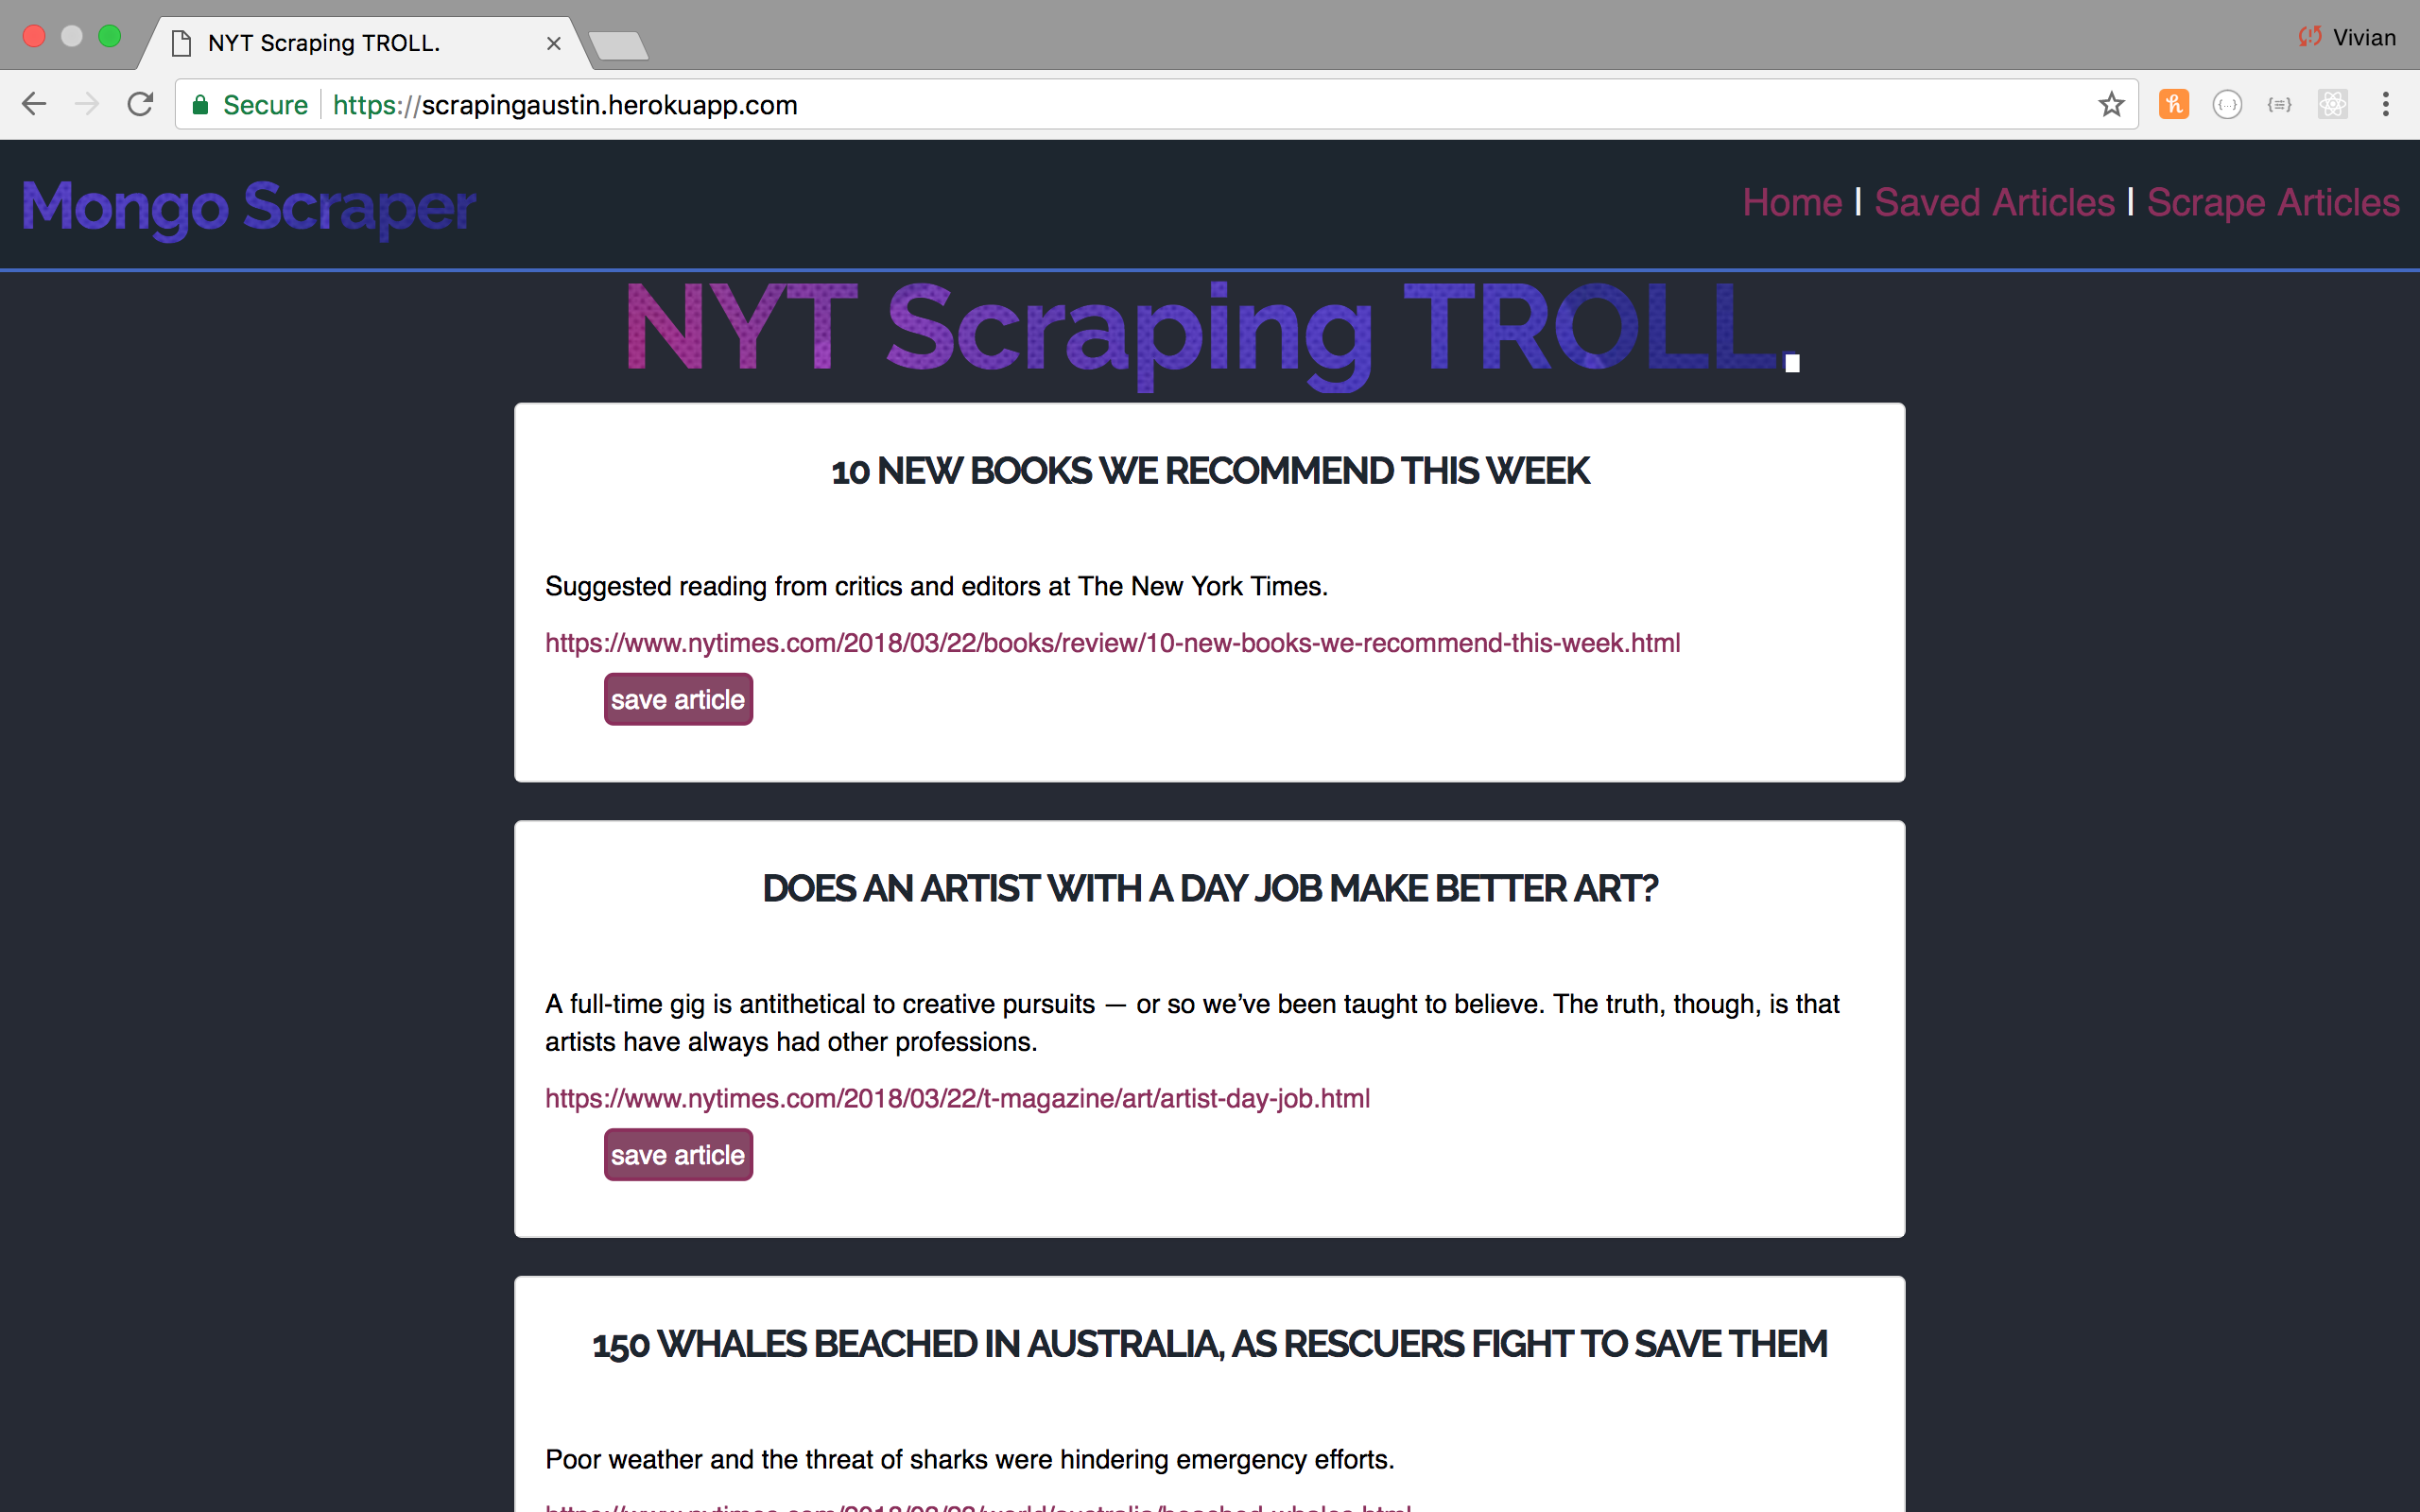 NYT Scraping TROLL.
Vivian
Secure https://scrapingaustin.herokuapp.com
Mongo Scraper
Home | Saved Articles | Scrape Articles
NYT Scraping TROLL.
10 NEW BOOKS WE RECOMMEND THIS WEEK
Suggested reading from critics and editors at The New York Times.
https://www.nytimes.com/2018/03/22/books/review/10-new-books-we-recommend-this-week.html
save article
DOES AN ARTIST WITH A DAY JOB MAKE BETTER ART?
A full-time gig is antithetical to creative pursuits — or so we’ve been taught to believe. The truth, though, is that
artists have always had other professions.
https://www.nytimes.com/2018/03/22/t-magazine/art/artist-day-job.html
save article
150 WHALES BEACHED IN AUSTRALIA, AS RESCUERS FIGHT TO SAVE THEM
Poor weather and the threat of sharks were hindering emergency efforts.